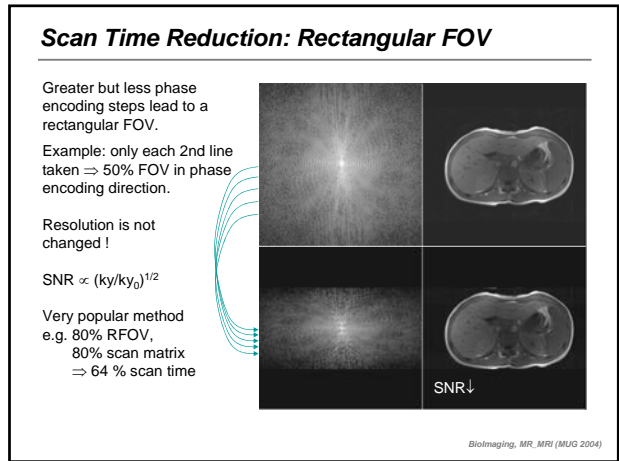 Scan Time Reduction: Rectangular FOV
Greater but less phase
encoding steps lead to a
rectangular FOV.
Example: only each 2nd line
taken ⇒ 50% FOV in phase
encoding direction.
Resolution is not
changed !
SNR ∝ (ky/ky₀)¹/²
Very popular method
e.g. 80% RFOV,
80% scan matrix
⇒ 64 % scan time
SNR↓
BioImaging, MR_MRI (MUG 2004)